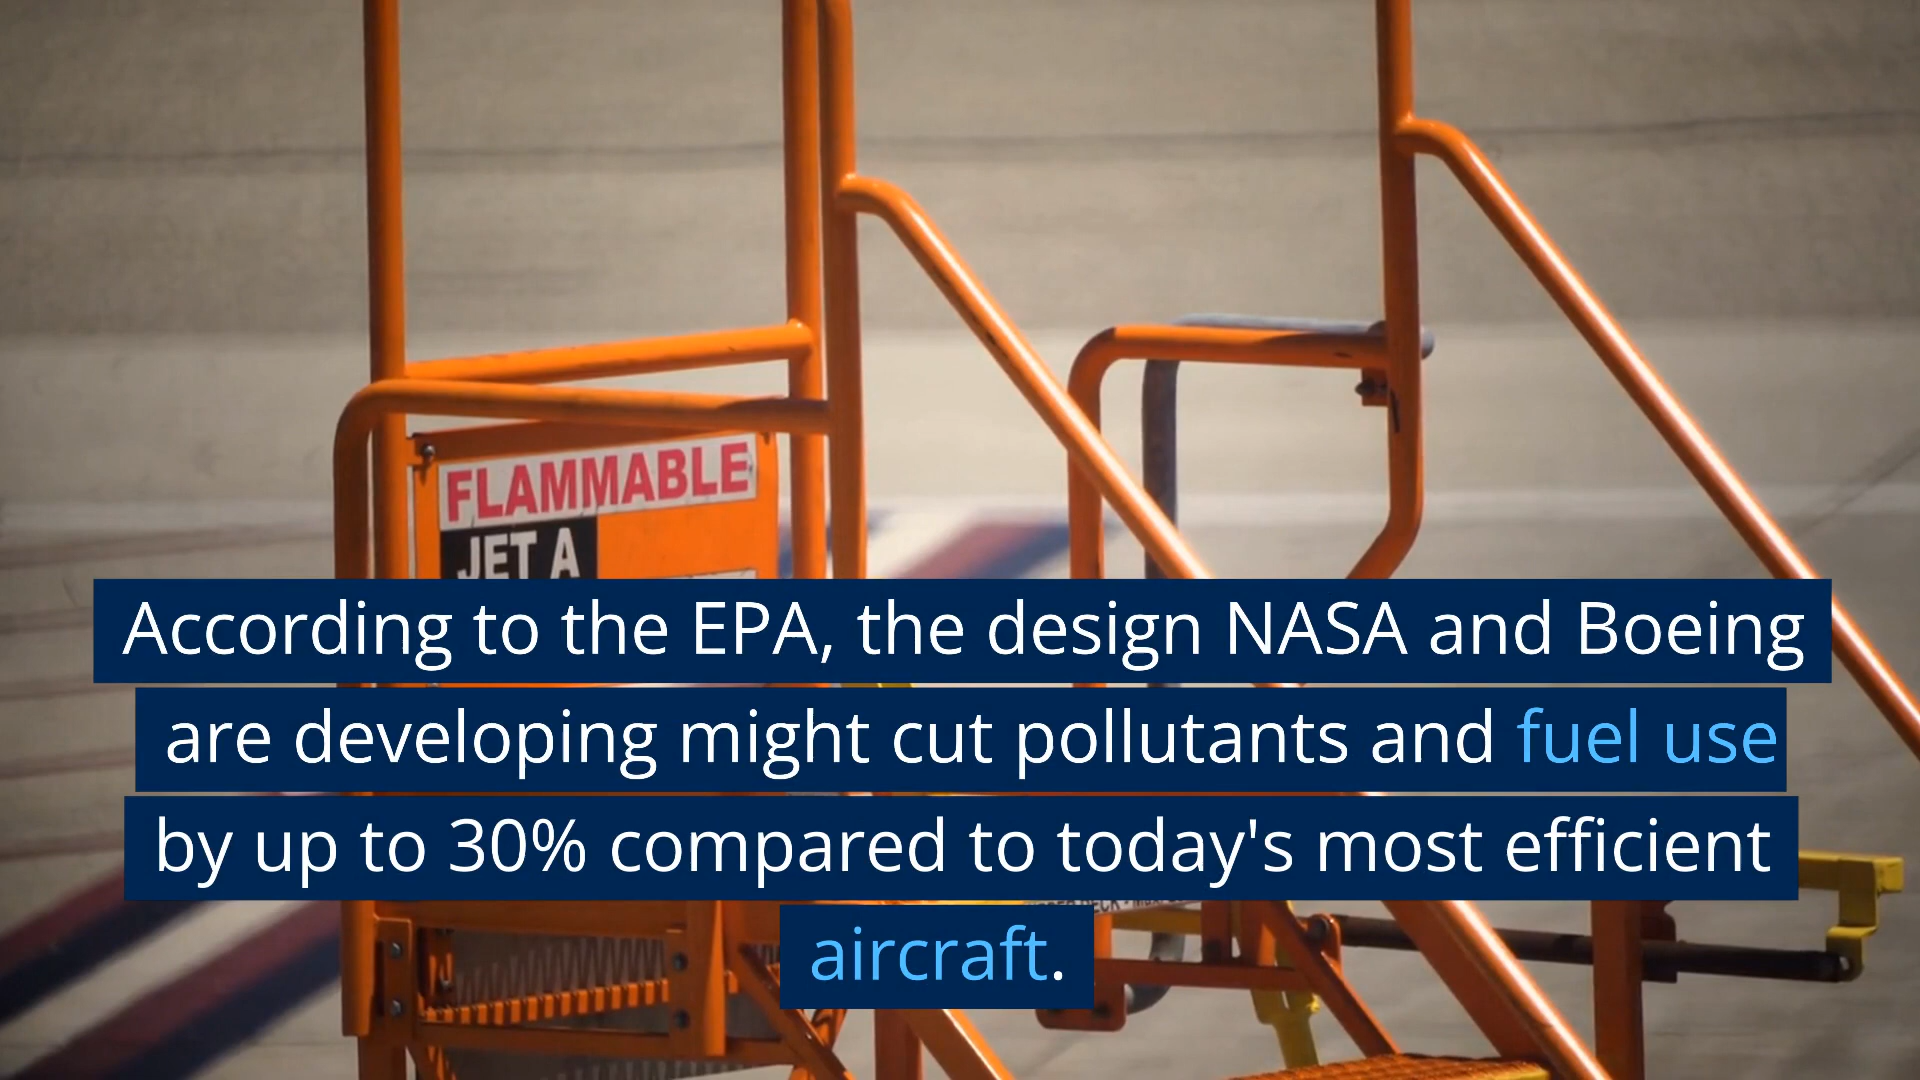 FLAMMABLE
JET A
According to the EPA, the design NASA and Boeing
are developing might cut pollutants and fuel use
by up to 30% compared to today's most efficient
aircraft.